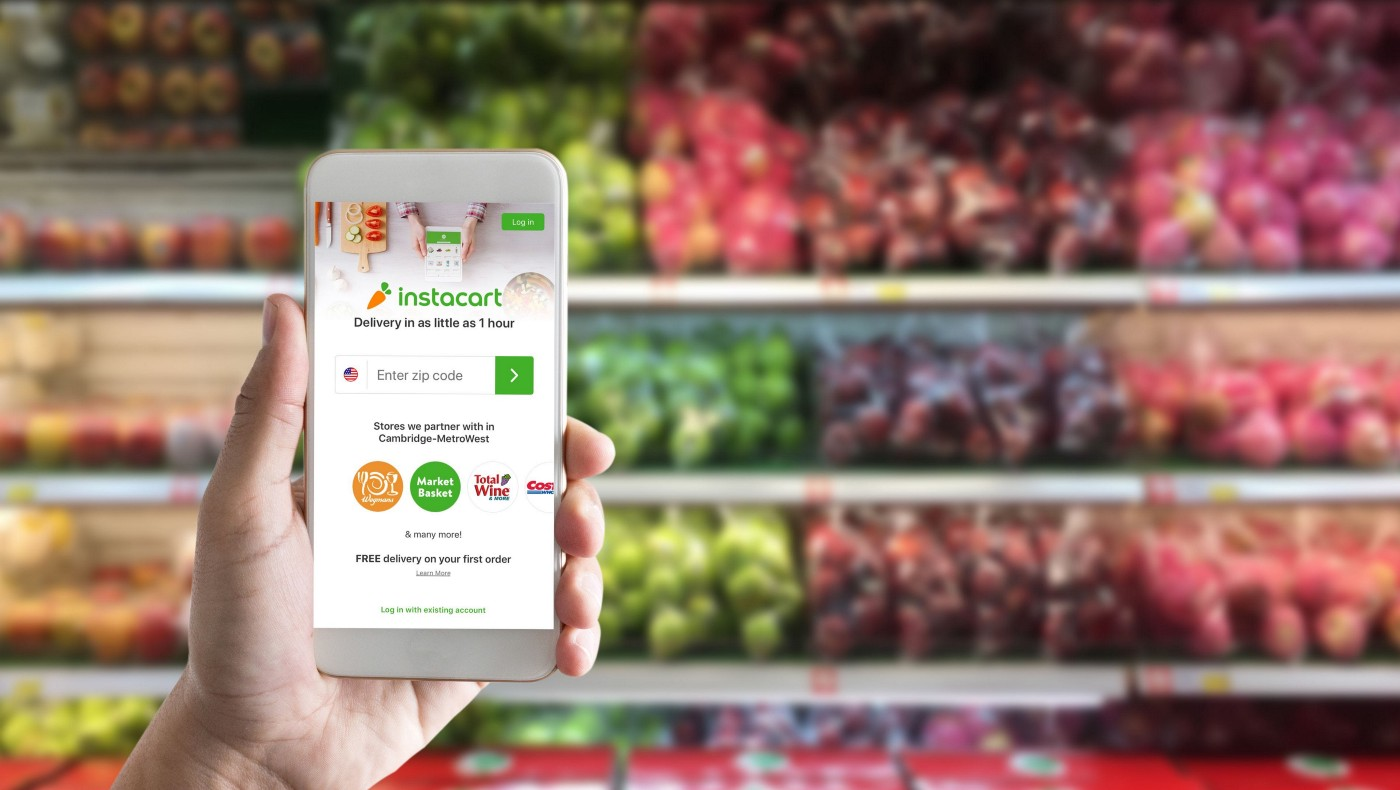 Log in
instacart
Delivery in as little as 1 hour
Enter zip code
Stores we partner with in
Cambridge-MetroWest
Wegmans
Market
Basket
Total
Wine
& MORE
& many more!
FREE delivery on your first order
Learn More
Log in with existing account